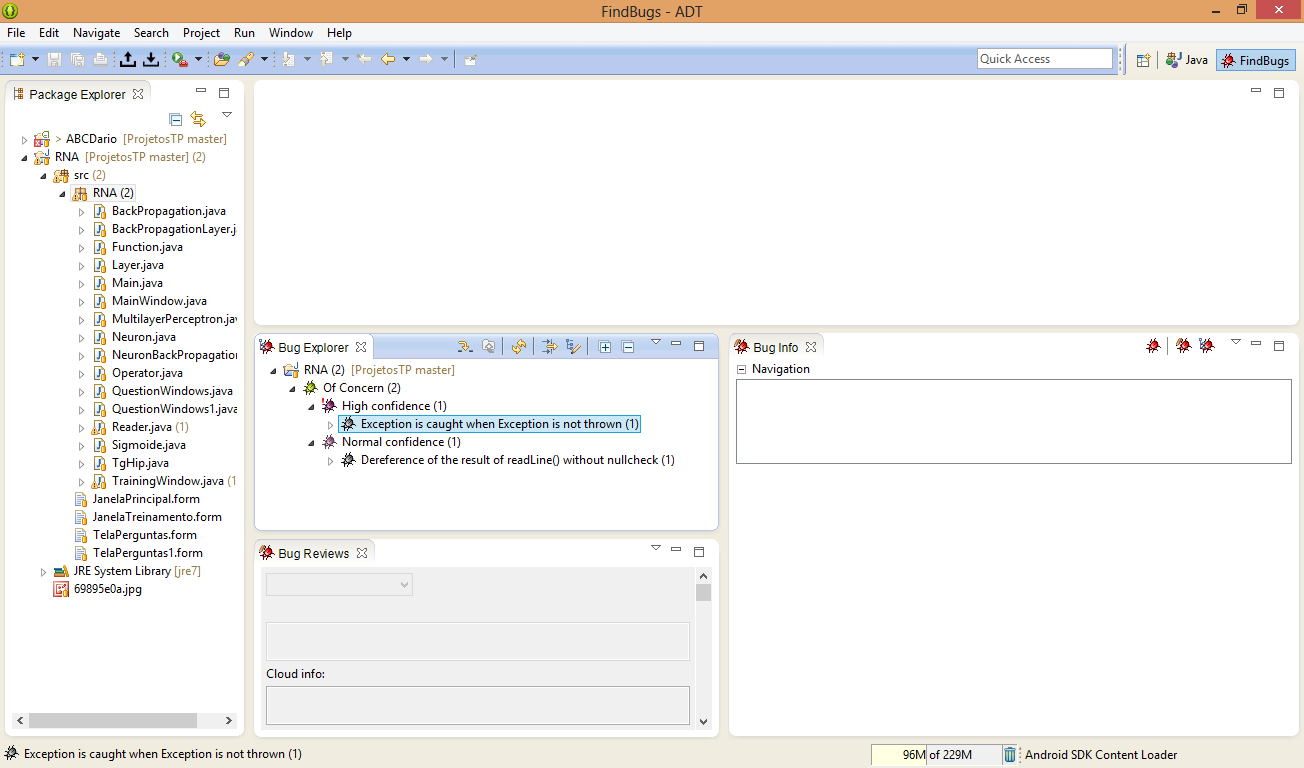 FindBugs - ADT
File Edit Navigate Search Project Run Window Help
Quick Access
Java
FindBugs
Package Explorer
> ABCDario [ProjetosTP master]
RNA [ProjetosTP master] (2)
src (2)
RNA (2)
BackPropagation.java
BackPropagationLayer.j
Function.java
Layer.java
Main.java
MainWindow.java
MultilayerPerceptron.jav
Neuron.java
NeuronBackPropagation
Operator.java
QuestionWindows.java
QuestionWindows1.java
Reader.java (1)
Sigmoide.java
TgHip.java
TrainingWindow.java (1
JanelaPrincipal.form
JanelaTreinamento.form
TelaPerguntas.form
TelaPerguntas1.form
JRE System Library [jre7]
69895e0a.jpg
Bug Explorer
RNA (2) [ProjetosTP master]
Of Concern (2)
High confidence (1)
Exception is caught when Exception is not thrown (1)
Normal confidence (1)
Dereference of the result of readLine() without nullcheck (1)
Bug Reviews
Cloud info:
Bug Info
Navigation
Exception is caught when Exception is not thrown (1)
96M of 229M
Android SDK Content Loader